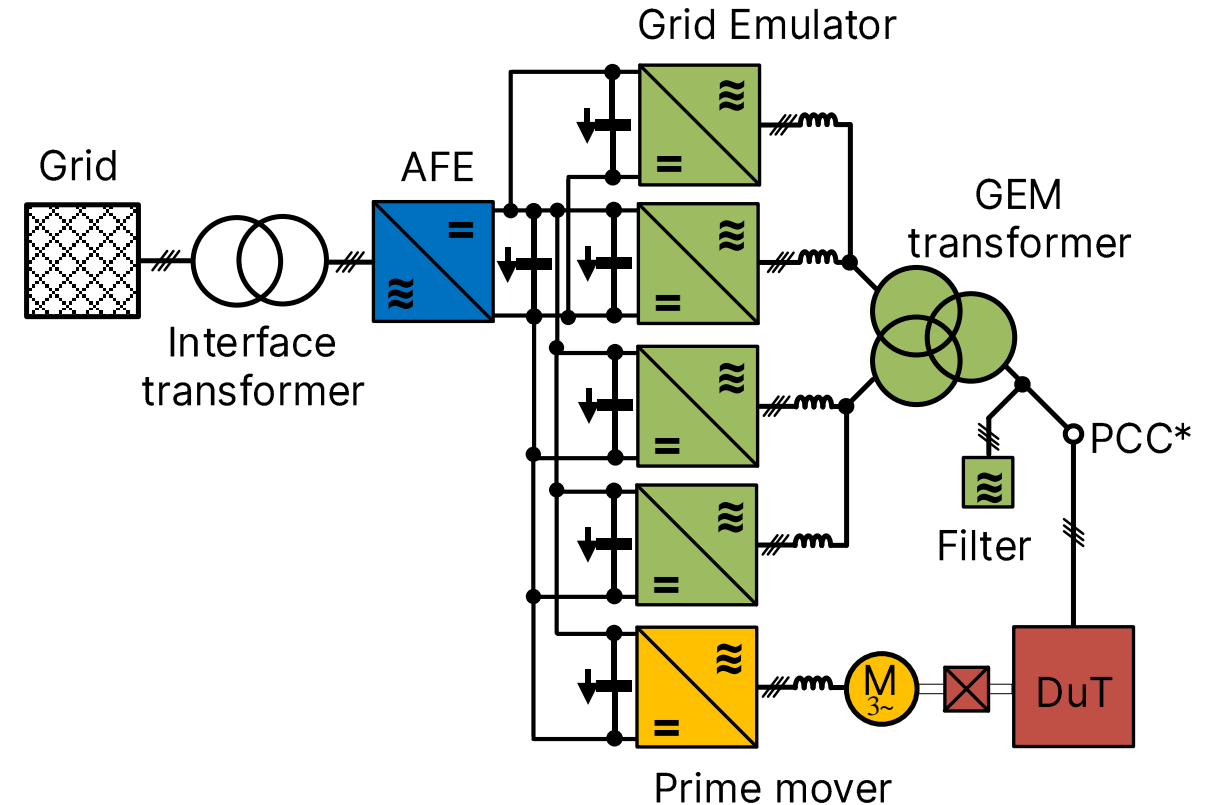 Grid Emulator
Grid
AFE
GEM
transformer
Interface
transformer
PCC*
Filter
M
3~
DuT
Prime mover